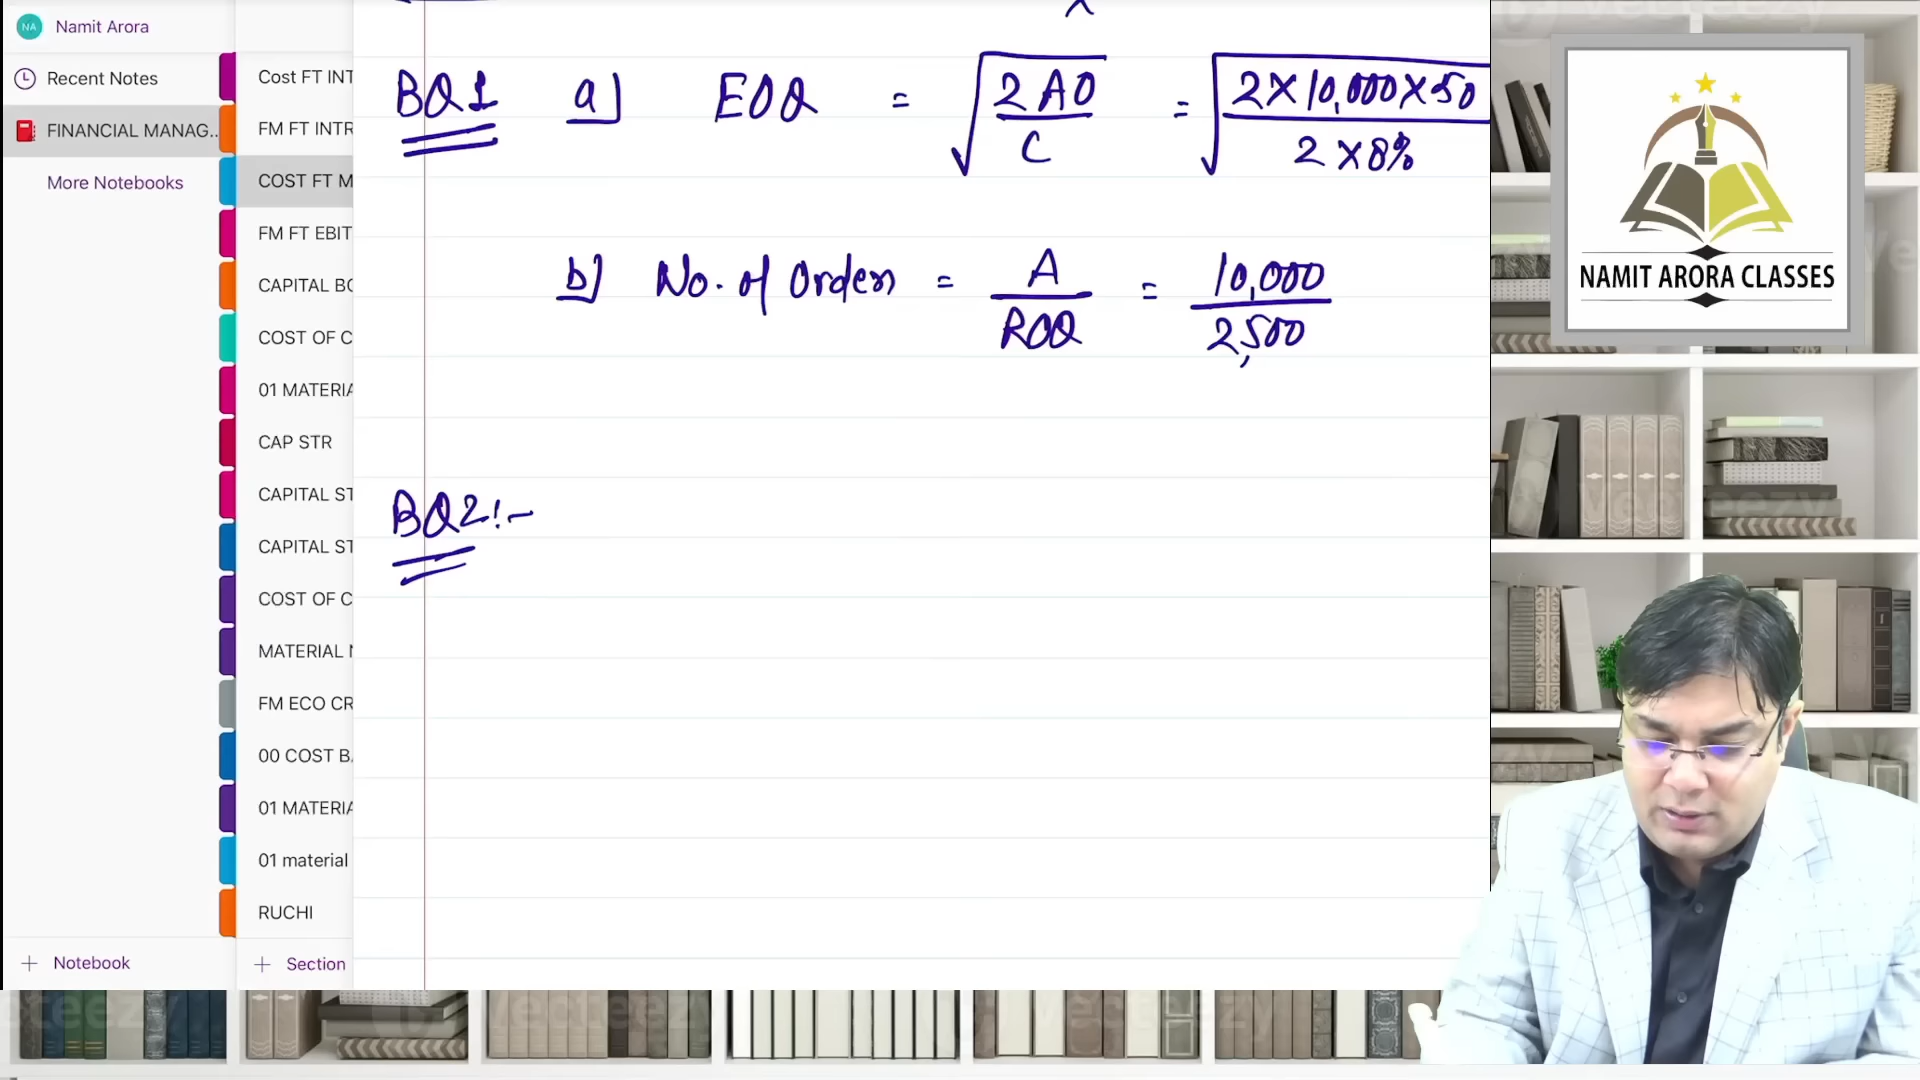 NA Namit Arora
Recent Notes
FINANCIAL MANAG..
More Notebooks
+ Notebook
Cost FT INT
FM FT INTR
COST FT M
FM FT EBIT
CAPITAL BO
COST OF C
01 MATERIA
CAP STR
CAPITAL ST
CAPITAL ST
COST OF C
MATERIAL
FM ECO CR
00 COST B
01 MATERIA
01 material
RUCHI
+ Section
BQ1 a] EOQ = √(2AO/C) = √(2×10,000×50/2×8%)
b] No. of Orders = A/ROQ = 10,000/2,500
BQ2:-
NAMIT ARORA CLASSES